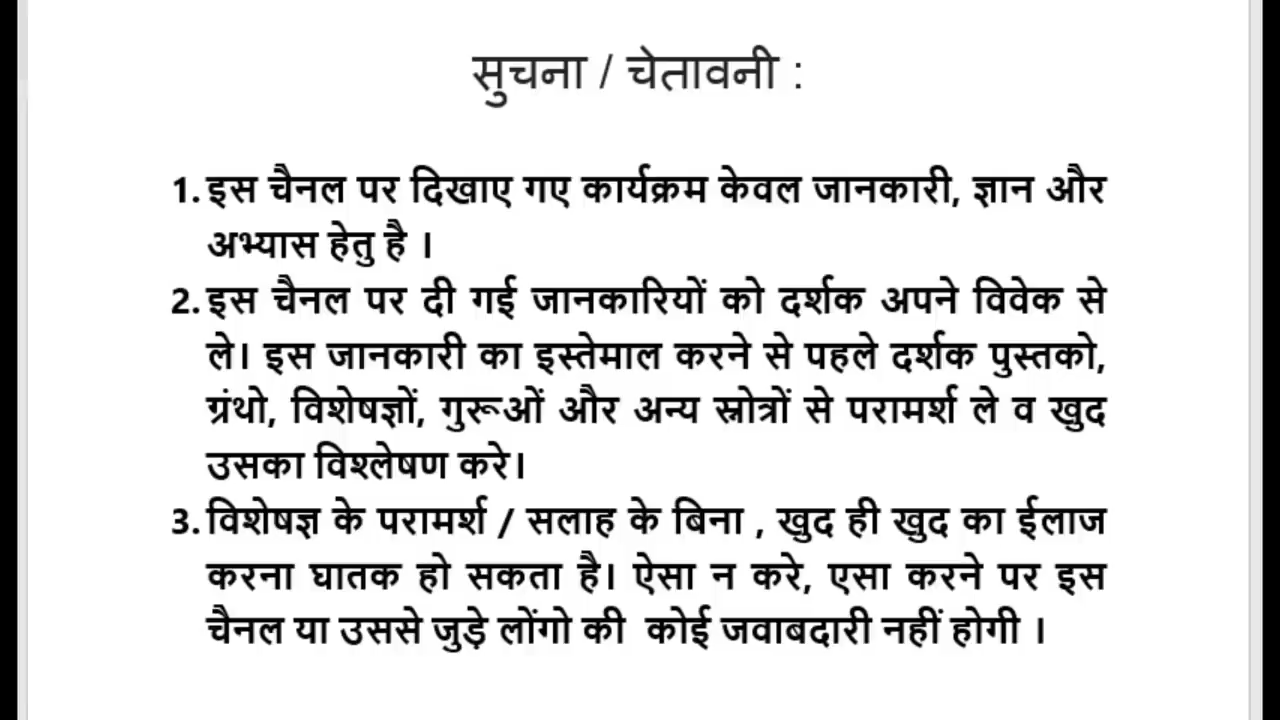 सुचना / चेतावनी :
1. इस चैनल पर दिखाए गए कार्यक्रम केवल जानकारी, ज्ञान और
अभ्यास हेतु है ।
2. इस चैनल पर दी गई जानकारियों को दर्शक अपने विवेक से
ले। इस जानकारी का इस्तेमाल करने से पहले दर्शक पुस्तको,
ग्रंथो, विशेषज्ञों, गुरूओं और अन्य स्त्रोत्रों से परामर्श ले व खुद
उसका विश्लेषण करे।
3. विशेषज्ञ के परामर्श / सलाह के बिना , खुद ही खुद का ईलाज
करना घातक हो सकता है। ऐसा न करे, एसा करने पर इस
चैनल या उससे जुड़े लोंगो की कोई जवाबदारी नहीं होगी ।